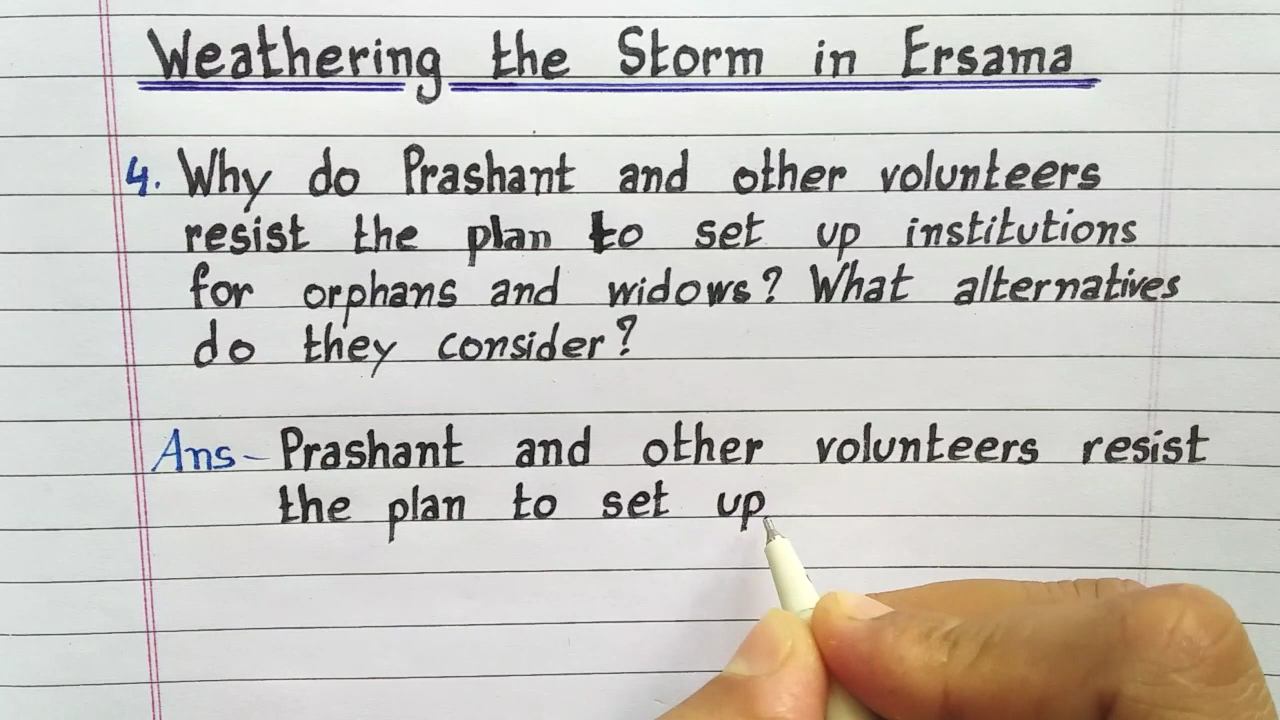 Weathering the Storm in Ersama
4. Why do Prashant and other volunteers
resist the plan to set up institutions
for orphans and widows? What alternatives
do they consider?
Ans- Prashant and other volunteers resist
the plan to set up